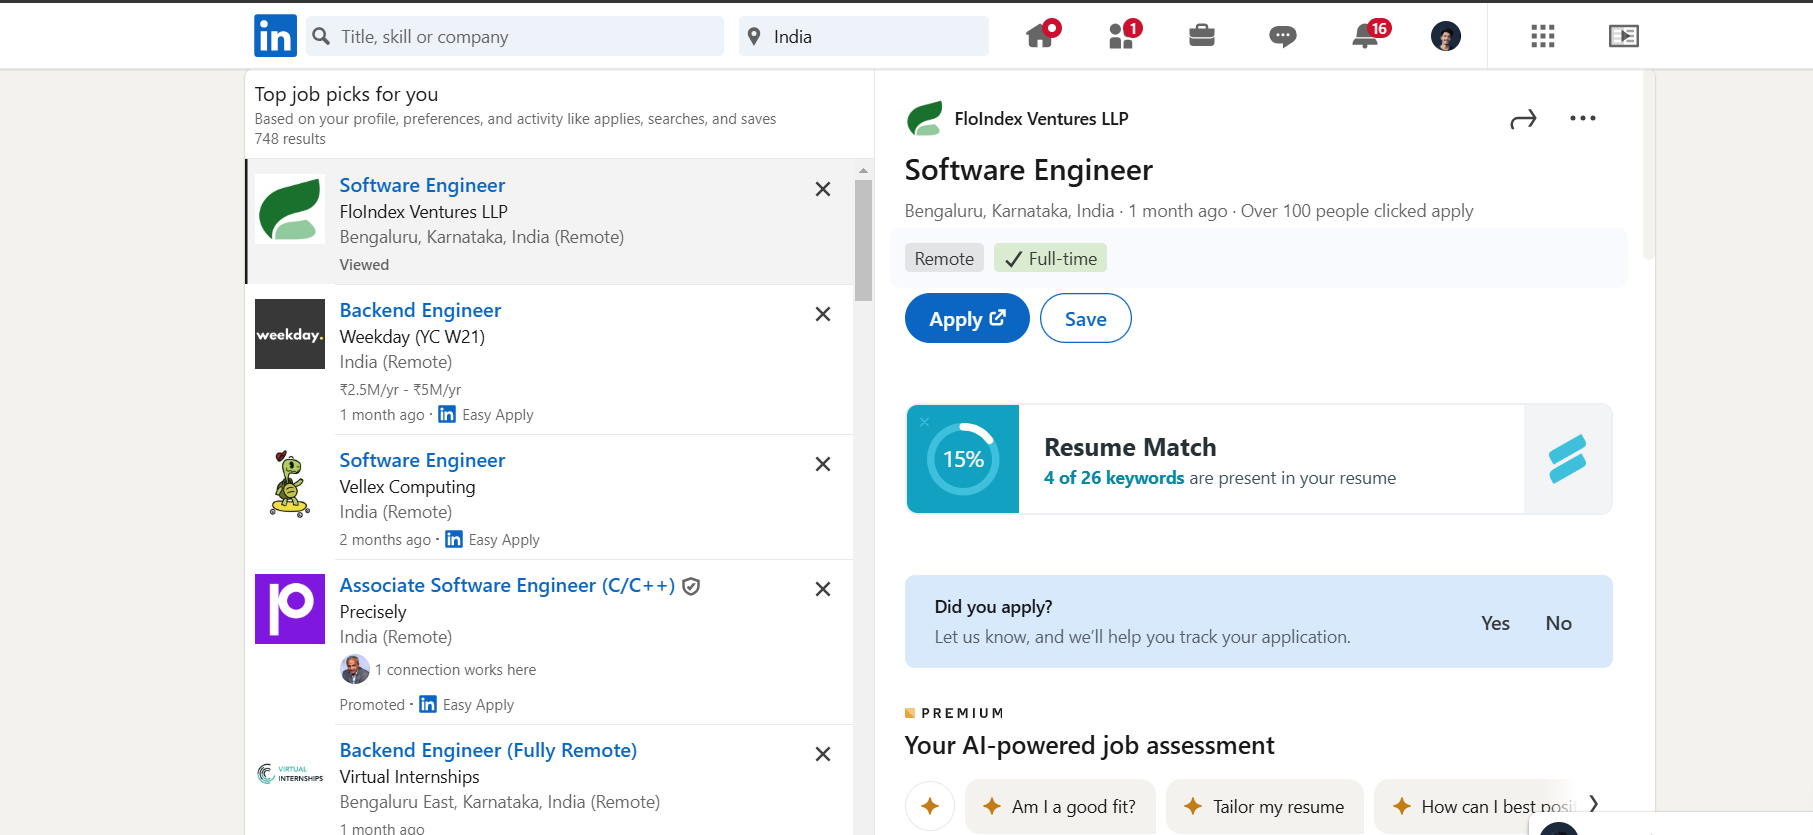 in
Title, skill or company
India
1
16
Top job picks for you
Based on your profile, preferences, and activity like applies, searches, and saves
748 results
Software Engineer
FloIndex Ventures LLP
Bengaluru, Karnataka, India (Remote)
Viewed
weekday.
Backend Engineer
Weekday (YC W21)
India (Remote)
₹2.5M/yr - ₹5M/yr
1 month ago · in Easy Apply
Software Engineer
Vellex Computing
India (Remote)
2 months ago · in Easy Apply
p
Associate Software Engineer (C/C++)
Precisely
India (Remote)
1 connection works here
Promoted · in Easy Apply
VIRTUAL
INTERNSHIPS
Backend Engineer (Fully Remote)
Virtual Internships
Bengaluru East, Karnataka, India (Remote)
1 month ago
FloIndex Ventures LLP
Software Engineer
Bengaluru, Karnataka, India · 1 month ago · Over 100 people clicked apply
Remote
Full-time
Apply
Save
15%
Resume Match
4 of 26 keywords are present in your resume
Did you apply?
Let us know, and we'll help you track your application.
Yes
No
PREMIUM
Your AI-powered job assessment
Am I a good fit?
Tailor my resume
How can I best posi